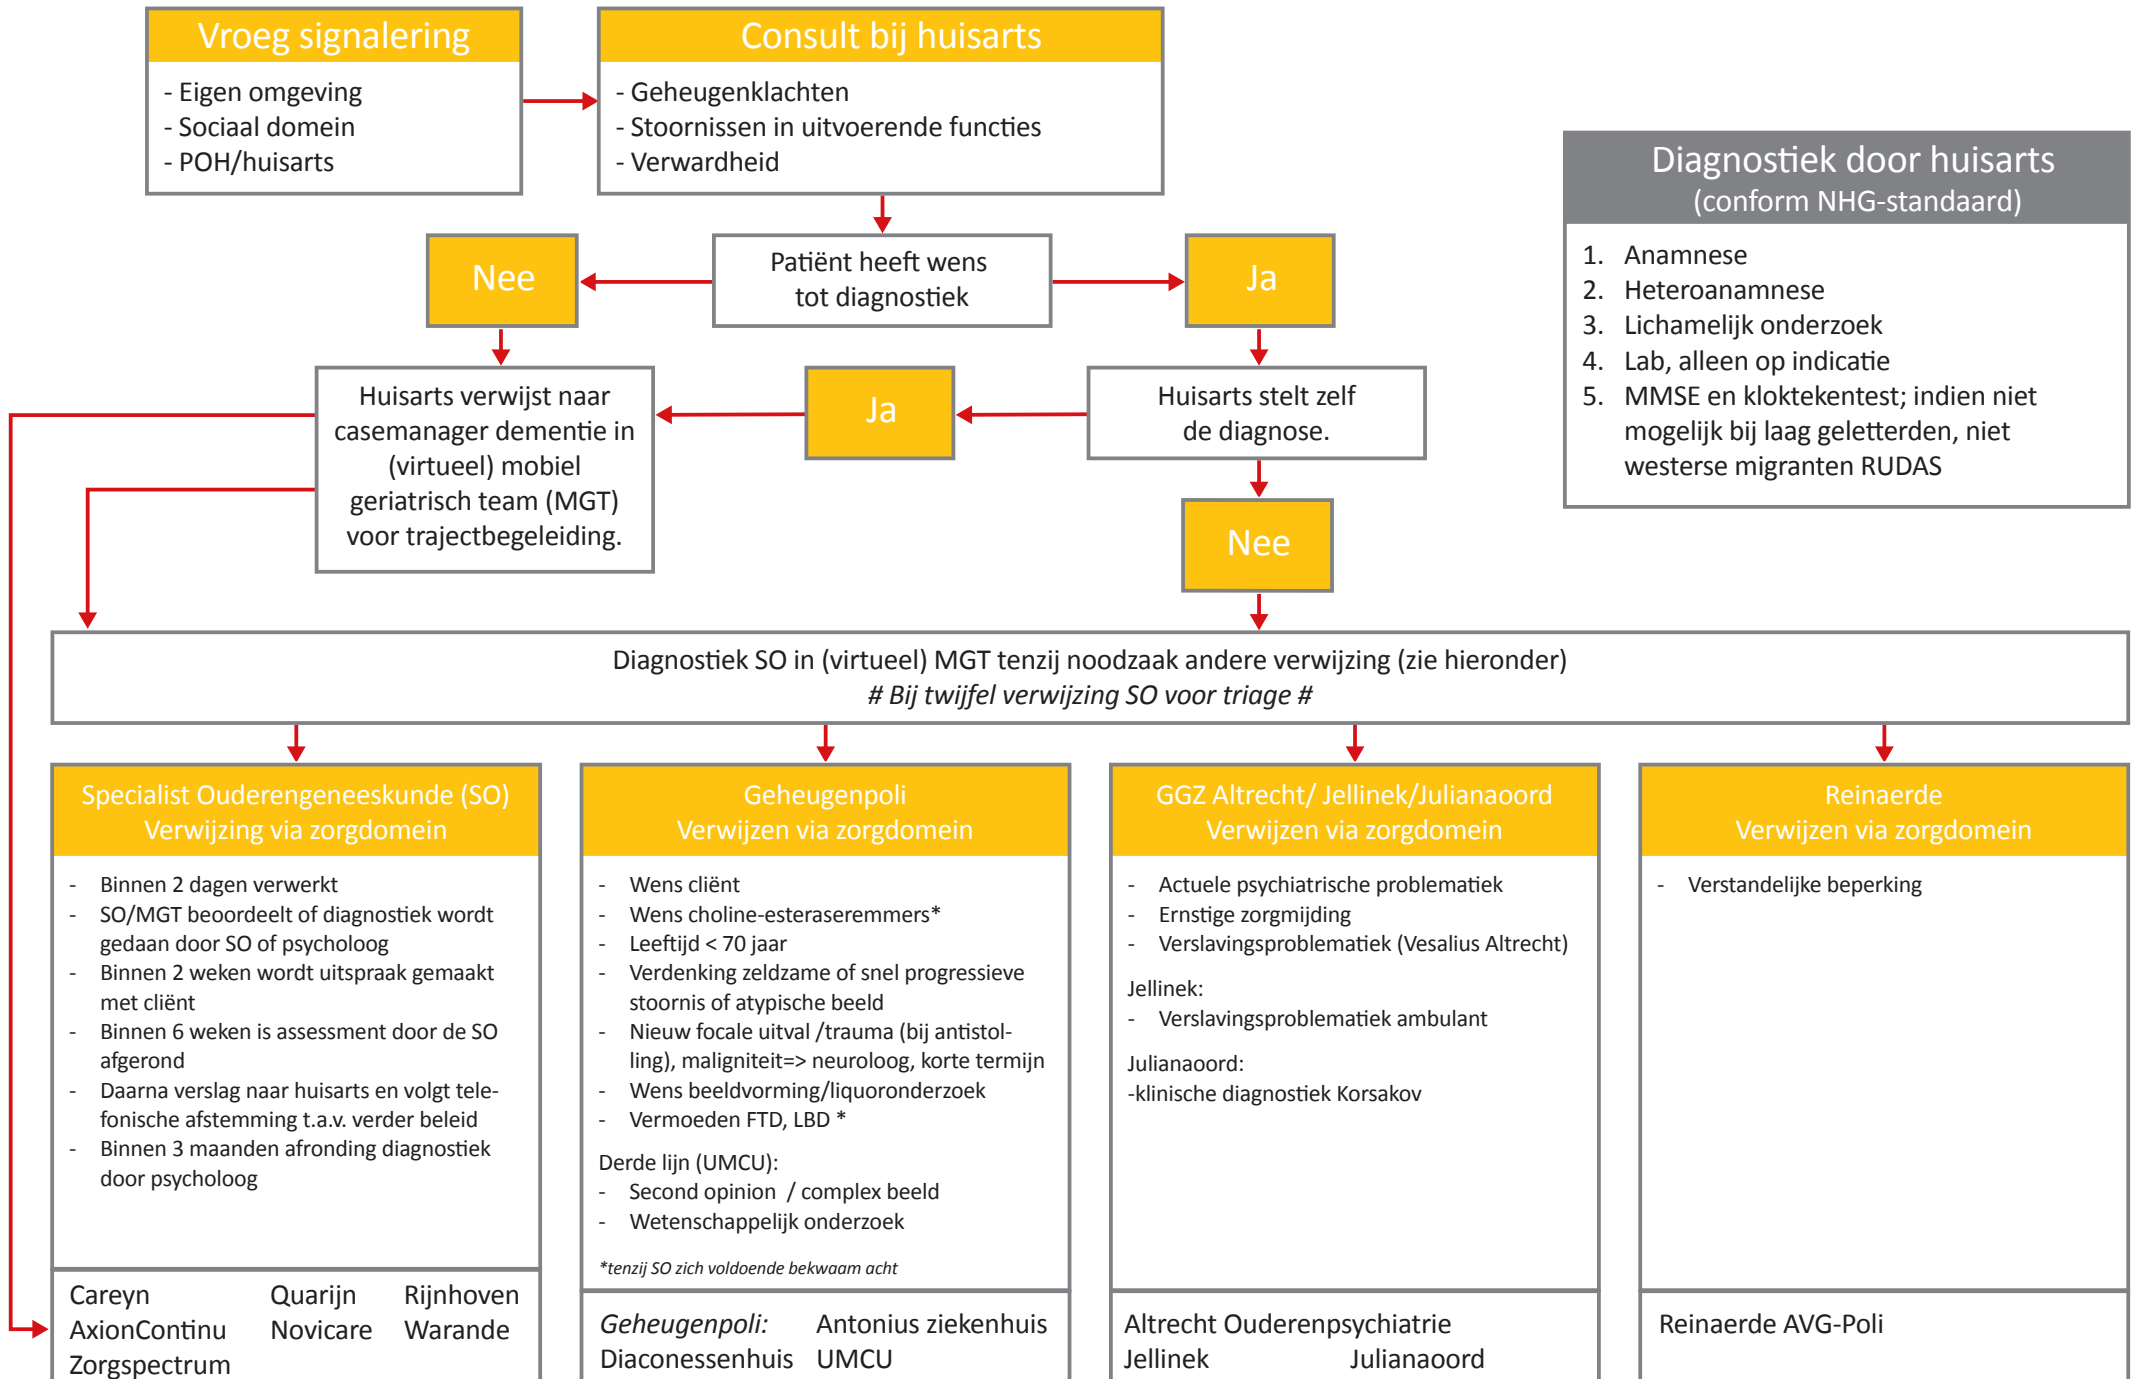 Vroeg signalering
- Eigen omgeving
- Sociaal domein
- POH/huisarts
Consult bij huisarts
- Geheugenklachten
- Stoornissen in uitvoerende functies
- Verwardheid
Diagnostiek door huisarts
(conform NHG-standaard)
1. Anamnese
2. Heteroanamnese
3. Lichamelijk onderzoek
4. Lab, alleen op indicatie
5. MMSE en kloktekentest; indien niet
mogelijk bij laag geletterden, niet
westerse migranten RUDAS
Nee
Patiënt heeft wens
tot diagnostiek
Ja
Huisarts verwijst naar
casemanager dementie in
(virtueel) mobiel
geriatrisch team (MGT)
voor trajectbegeleiding.
Ja
Huisarts stelt zelf
de diagnose.
Nee
Diagnostiek SO in (virtueel) MGT tenzij noodzaak andere verwijzing (zie hieronder)
# Bij twijfel verwijzing SO voor triage #
Specialist Ouderengeneeskunde (SO)
Verwijzing via zorgdomein
- Binnen 2 dagen verwerkt
- SO/MGT beoordeelt of diagnostiek wordt
gedaan door SO of psycholoog
- Binnen 2 weken wordt uitspraak gemaakt
met cliënt
- Binnen 6 weken is assessment door de SO
afgerond
- Daarna verslag naar huisarts en volgt tele-
fonische afstemming t.a.v. verder beleid
- Binnen 3 maanden afronding diagnostiek
door psycholoog
Careyn Quarijn Rijnhoven
AxionContinu Novicare Warande
Zorgspectrum
Geheugenpoli
Verwijzen via zorgdomein
- Wens cliënt
- Wens choline-esteraseremmers*
- Leeftijd < 70 jaar
- Verdenking zeldzame of snel progressieve
stoornis of atypische beeld
- Nieuw focale uitval /trauma (bij antistol-
ling), maligniteit=> neuroloog, korte termijn
- Wens beeldvorming/liquoronderzoek
- Vermoeden FTD, LBD *
Derde lijn (UMCU):
- Second opinion / complex beeld
- Wetenschappelijk onderzoek
*tenzij SO zich voldoende bekwaam acht
Geheugenpoli: Antonius ziekenhuis
Diaconessenhuis UMCU
GGZ Altrecht/ Jellinek/Julianaoord
Verwijzen via zorgdomein
- Actuele psychiatrische problematiek
- Ernstige zorgmijding
- Verslavingsproblematiek (Vesalius Altrecht)
Jellinek:
- Verslavingsproblematiek ambulant
Julianaoord:
-klinische diagnostiek Korsakov
Altrecht Ouderenpsychiatrie
Jellinek Julianaoord
Reinaerde
Verwijzen via zorgdomein
- Verstandelijke beperking
Reinaerde AVG-Poli